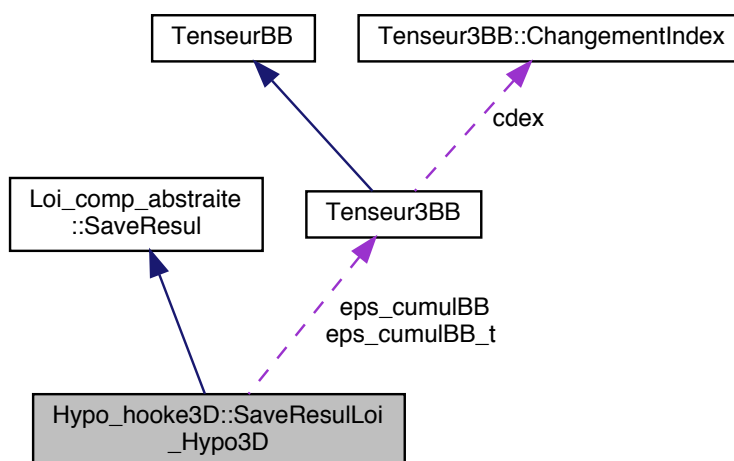 TenseurBB
Tenseur3BB::ChangementIndex
cdex
Loi_comp_abstraite
::SaveResul
Tenseur3BB
eps_cumulBB
eps_cumulBB_t
Hypo_hooke3D::SaveResulLoi
_Hypo3D